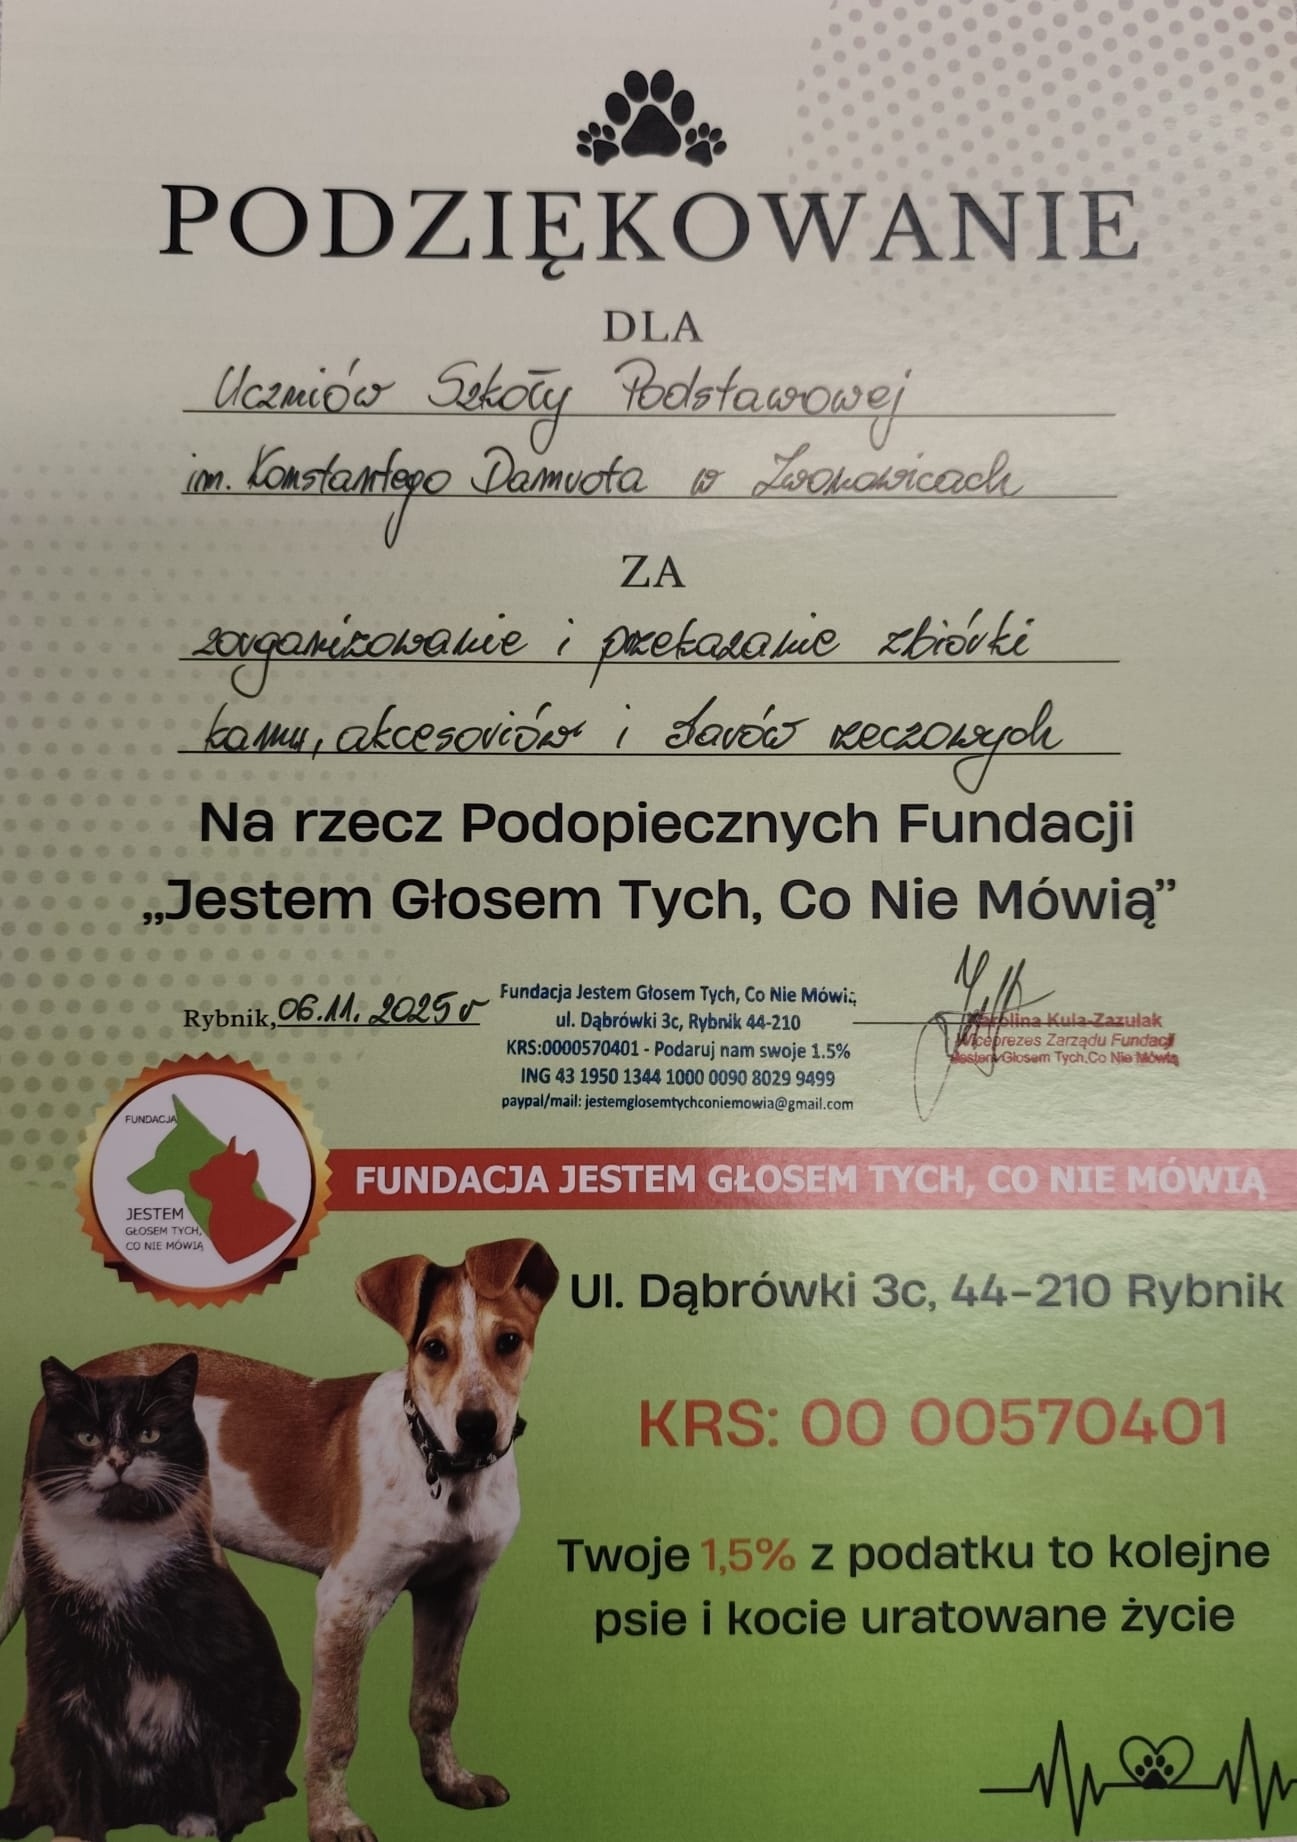 PODZIĘKOWANIE
DLA
Uczniów Szkoły Podstawowej
im. Konstantego Damrota w Zwonowicach
ZA
zorganizowanie i przekazanie zbiórki
karmy, akcesoriów i darów rzeczowych
Na rzecz Podopiecznych Fundacji
„Jestem Głosem Tych, Co Nie Mówią”
Rybnik, 06.11.2025 r
Fundacja Jestem Głosem Tych, Co Nie Mówią
ul. Dąbrówki 3c, Rybnik 44-210
KRS:0000570401 - Podaruj nam swoje 1.5%
ING 43 1950 1344 1000 0090 8029 9499
paypal/mail: jestemglosemtychconiemowia@gmail.com
Karolina Kula-Zazulak
Wiceprezes Zarządu Fundacji
Jestem Głosem Tych,Co Nie Mówią
FUNDACJA
JESTEM
GŁOSEM TYCH,
CO NIE MÓWIĄ
FUNDACJA JESTEM GŁOSEM TYCH, CO NIE MÓWIĄ
Ul. Dąbrówki 3c, 44-210 Rybnik
KRS: 00 00570401
Twoje 1,5% z podatku to kolejne
psie i kocie uratowane życie